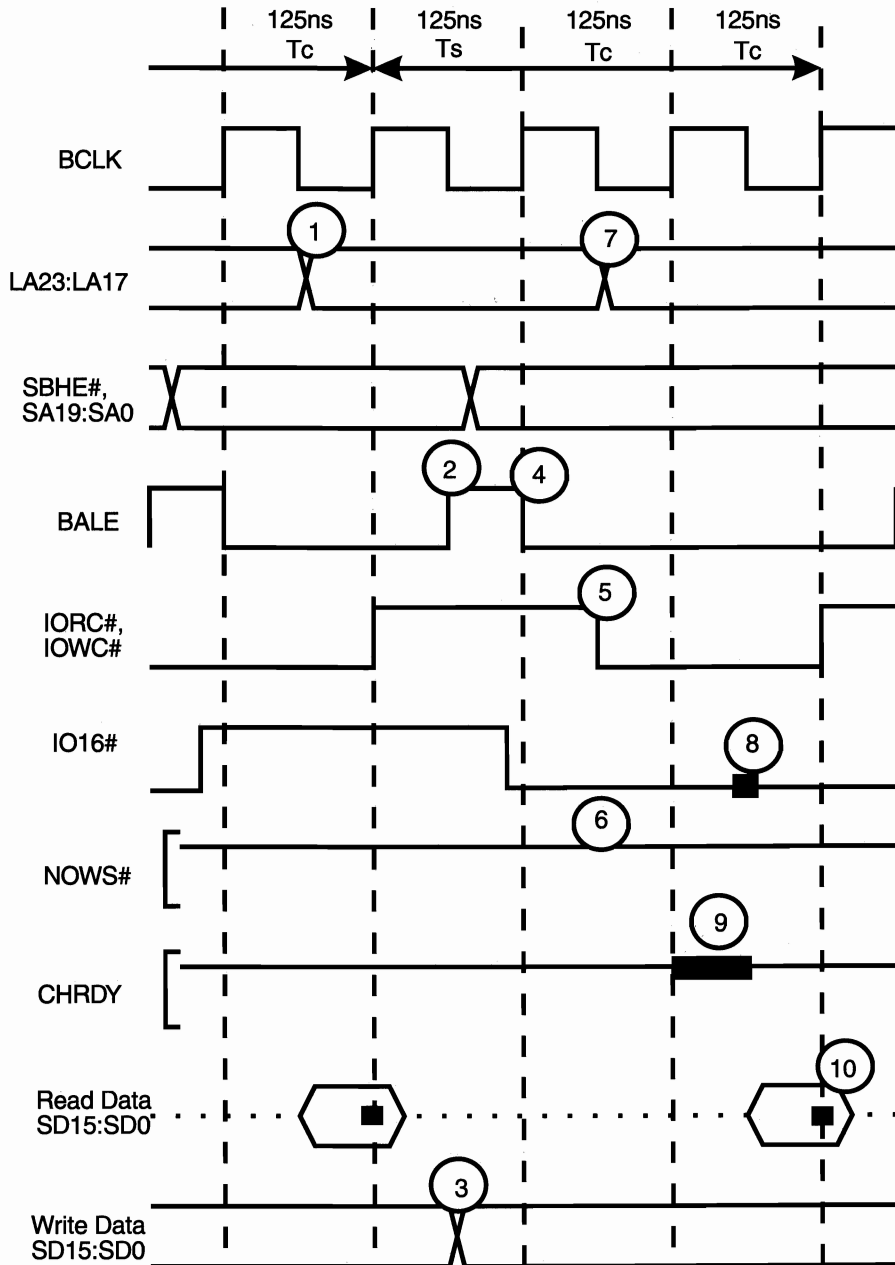 125ns 125ns 125ns 125ns
Tc Ts Tc Tc
BCLK
1 7
LA23:LA17
SBHE#,
SA19:SA0
2 4
BALE
5
IORC#,
IOWC#
IO16#
8
6
NOWS#
9
CHRDY
10
Read Data
SD15:SD0
3
Write Data
SD15:SD0